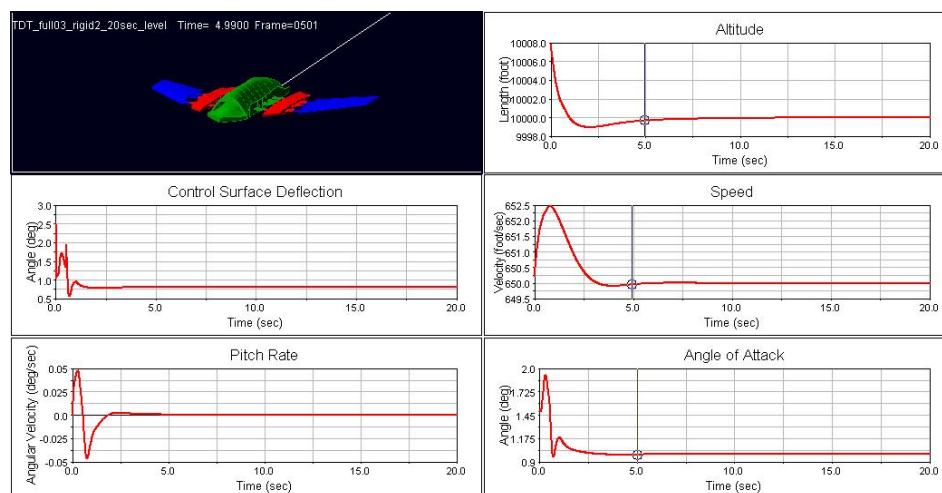 TDT_full03_rigid2_20sec_level Time= 4.9900 Frame=0501
Altitude
Length (foot)
10008.0
10006.0
10004.0
10002.0
10000.0
9998.0
0.0 5.0 10.0 15.0 20.0
Time (sec)
Control Surface Deflection
Angle (deg)
3.0
2.5
2.0
1.5
1.0
0.5
0.0 5.0 10.0 15.0 20.0
Time (sec)
Speed
Velocity (foot/sec)
652.5
652.0
651.5
651.0
650.5
650.0
649.5
0.0 5.0 10.0 15.0 20.0
Time (sec)
Pitch Rate
Angular Velocity (deg/sec)
0.05
0.025
0.0
-0.025
-0.05
0.0 5.0 10.0 15.0 20.0
Time (sec)
Angle of Attack
Angle (deg)
2.0
1.725
1.45
1.175
0.9
0.0 5.0 10.0 15.0 20.0
Time (sec)